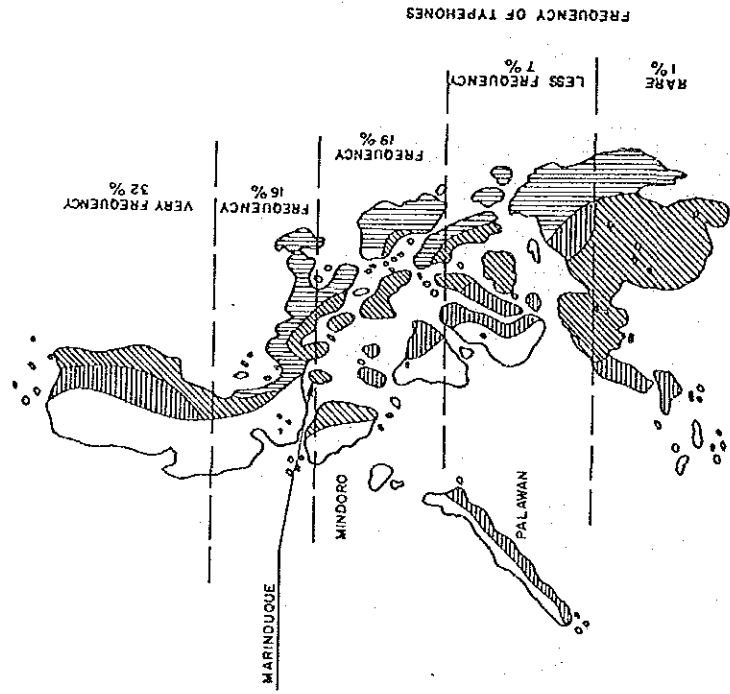 FREQUENCY OF TYPEHONES
VERY FREQUENCY
32 %
FREQUENCY
16 %
FREQUENCY
19 %
LESS FREQUENCY
7 %
RARE
1 %
MARINDUQUE
MINDORO
PALAWAN